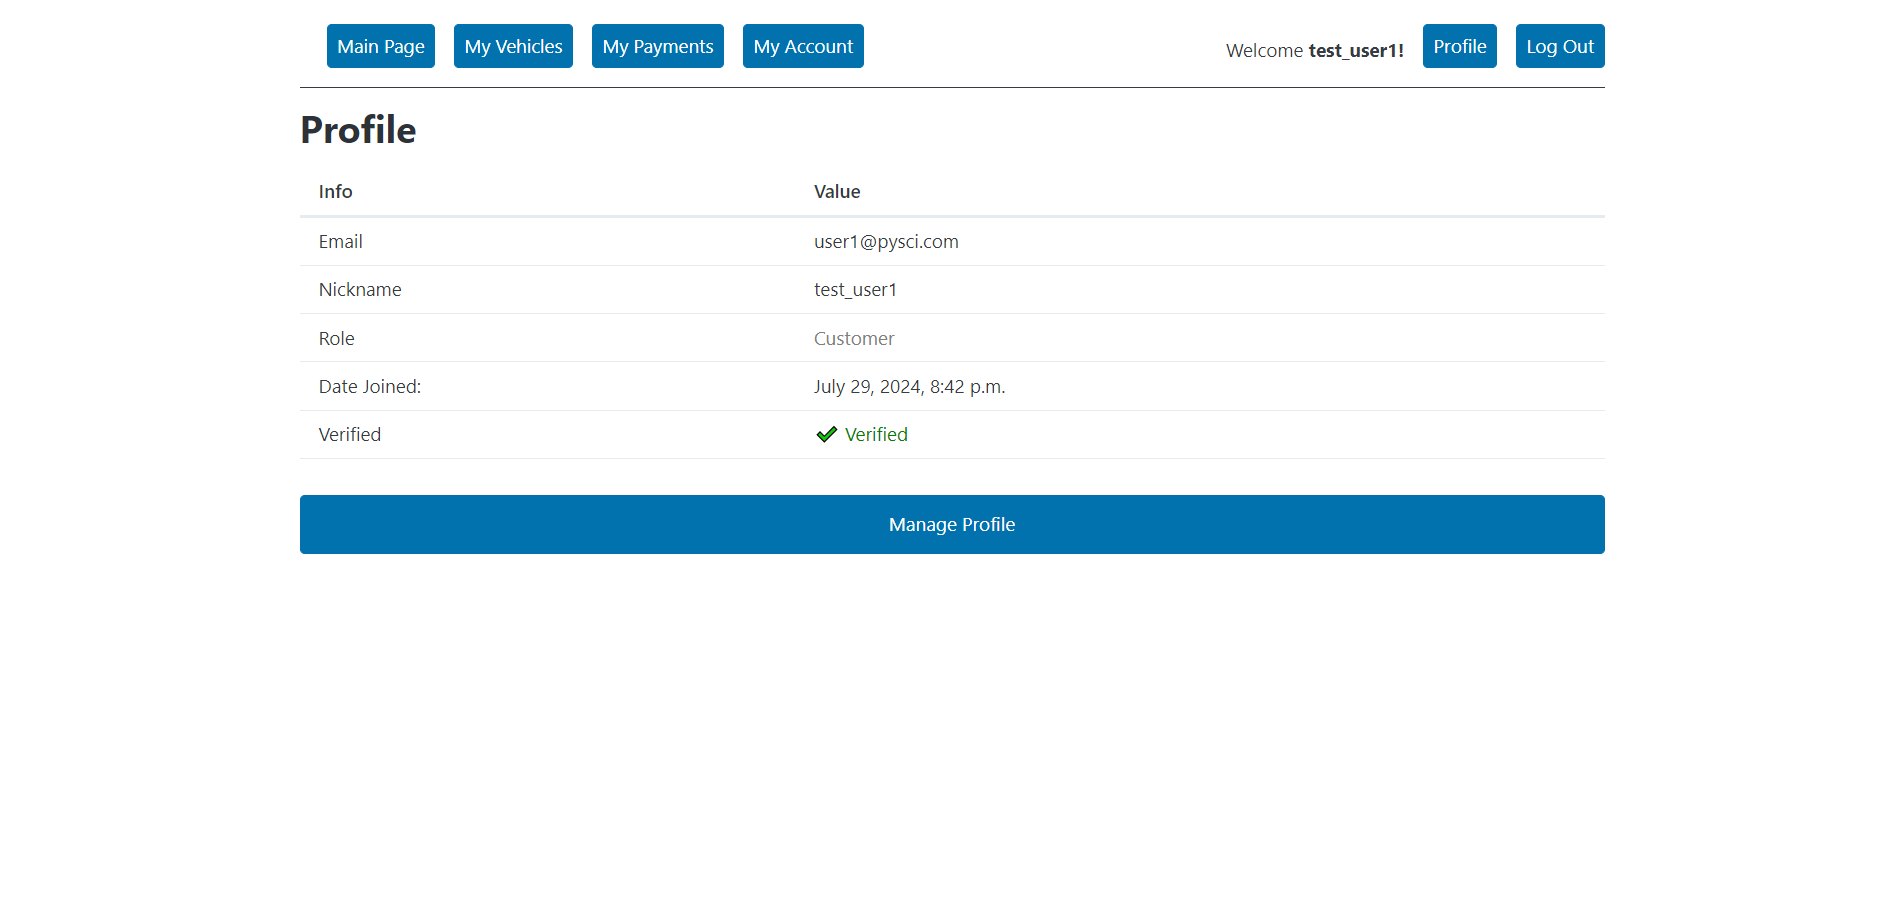 Main Page My Vehicles My Payments My Account Welcome test_user1! Profile Log Out
Profile
Info Value
Email user1@pysci.com
Nickname test_user1
Role Customer
Date Joined: July 29, 2024, 8:42 p.m.
Verified Verified
Manage Profile